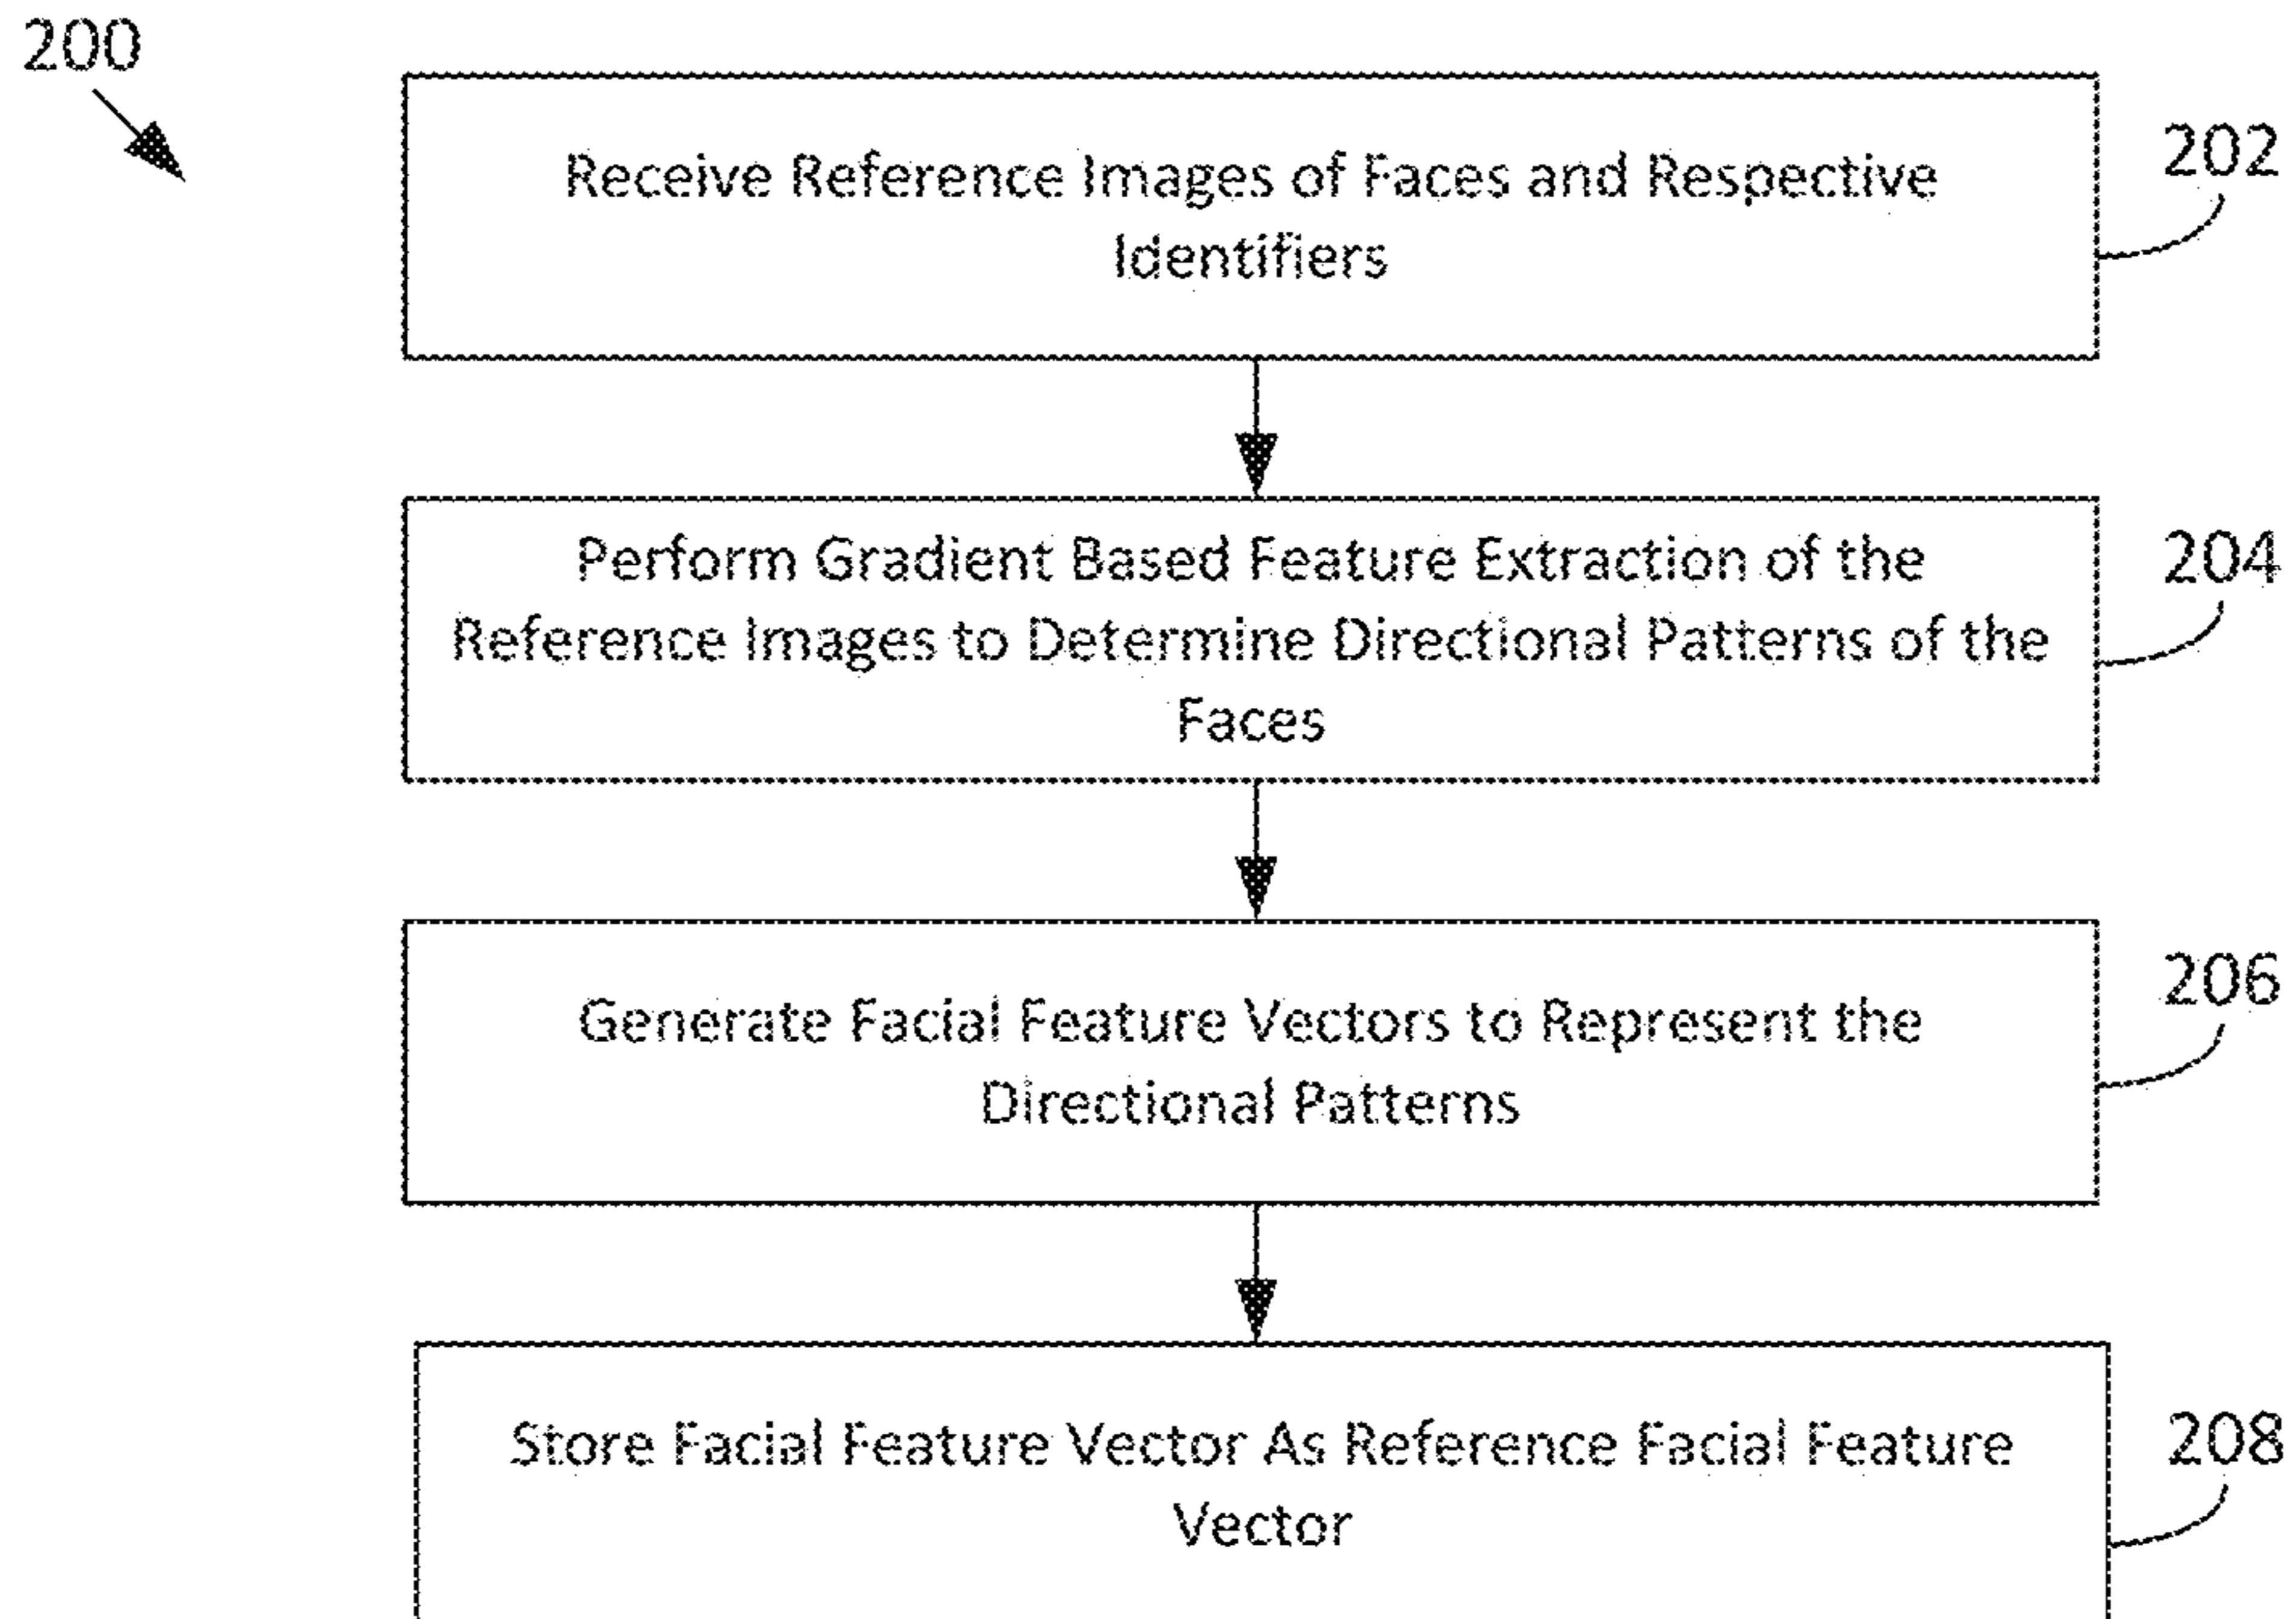 200
Receive Reference Images of Faces and Respective
Identifiers
202
Perform Gradient Based Feature Extraction of the
Reference Images to Determine Directional Patterns of the
Faces
204
Generate Facial Feature Vectors to Represent the
Directional Patterns
206
Store Facial Feature Vector As Reference Facial Feature
Vector
208